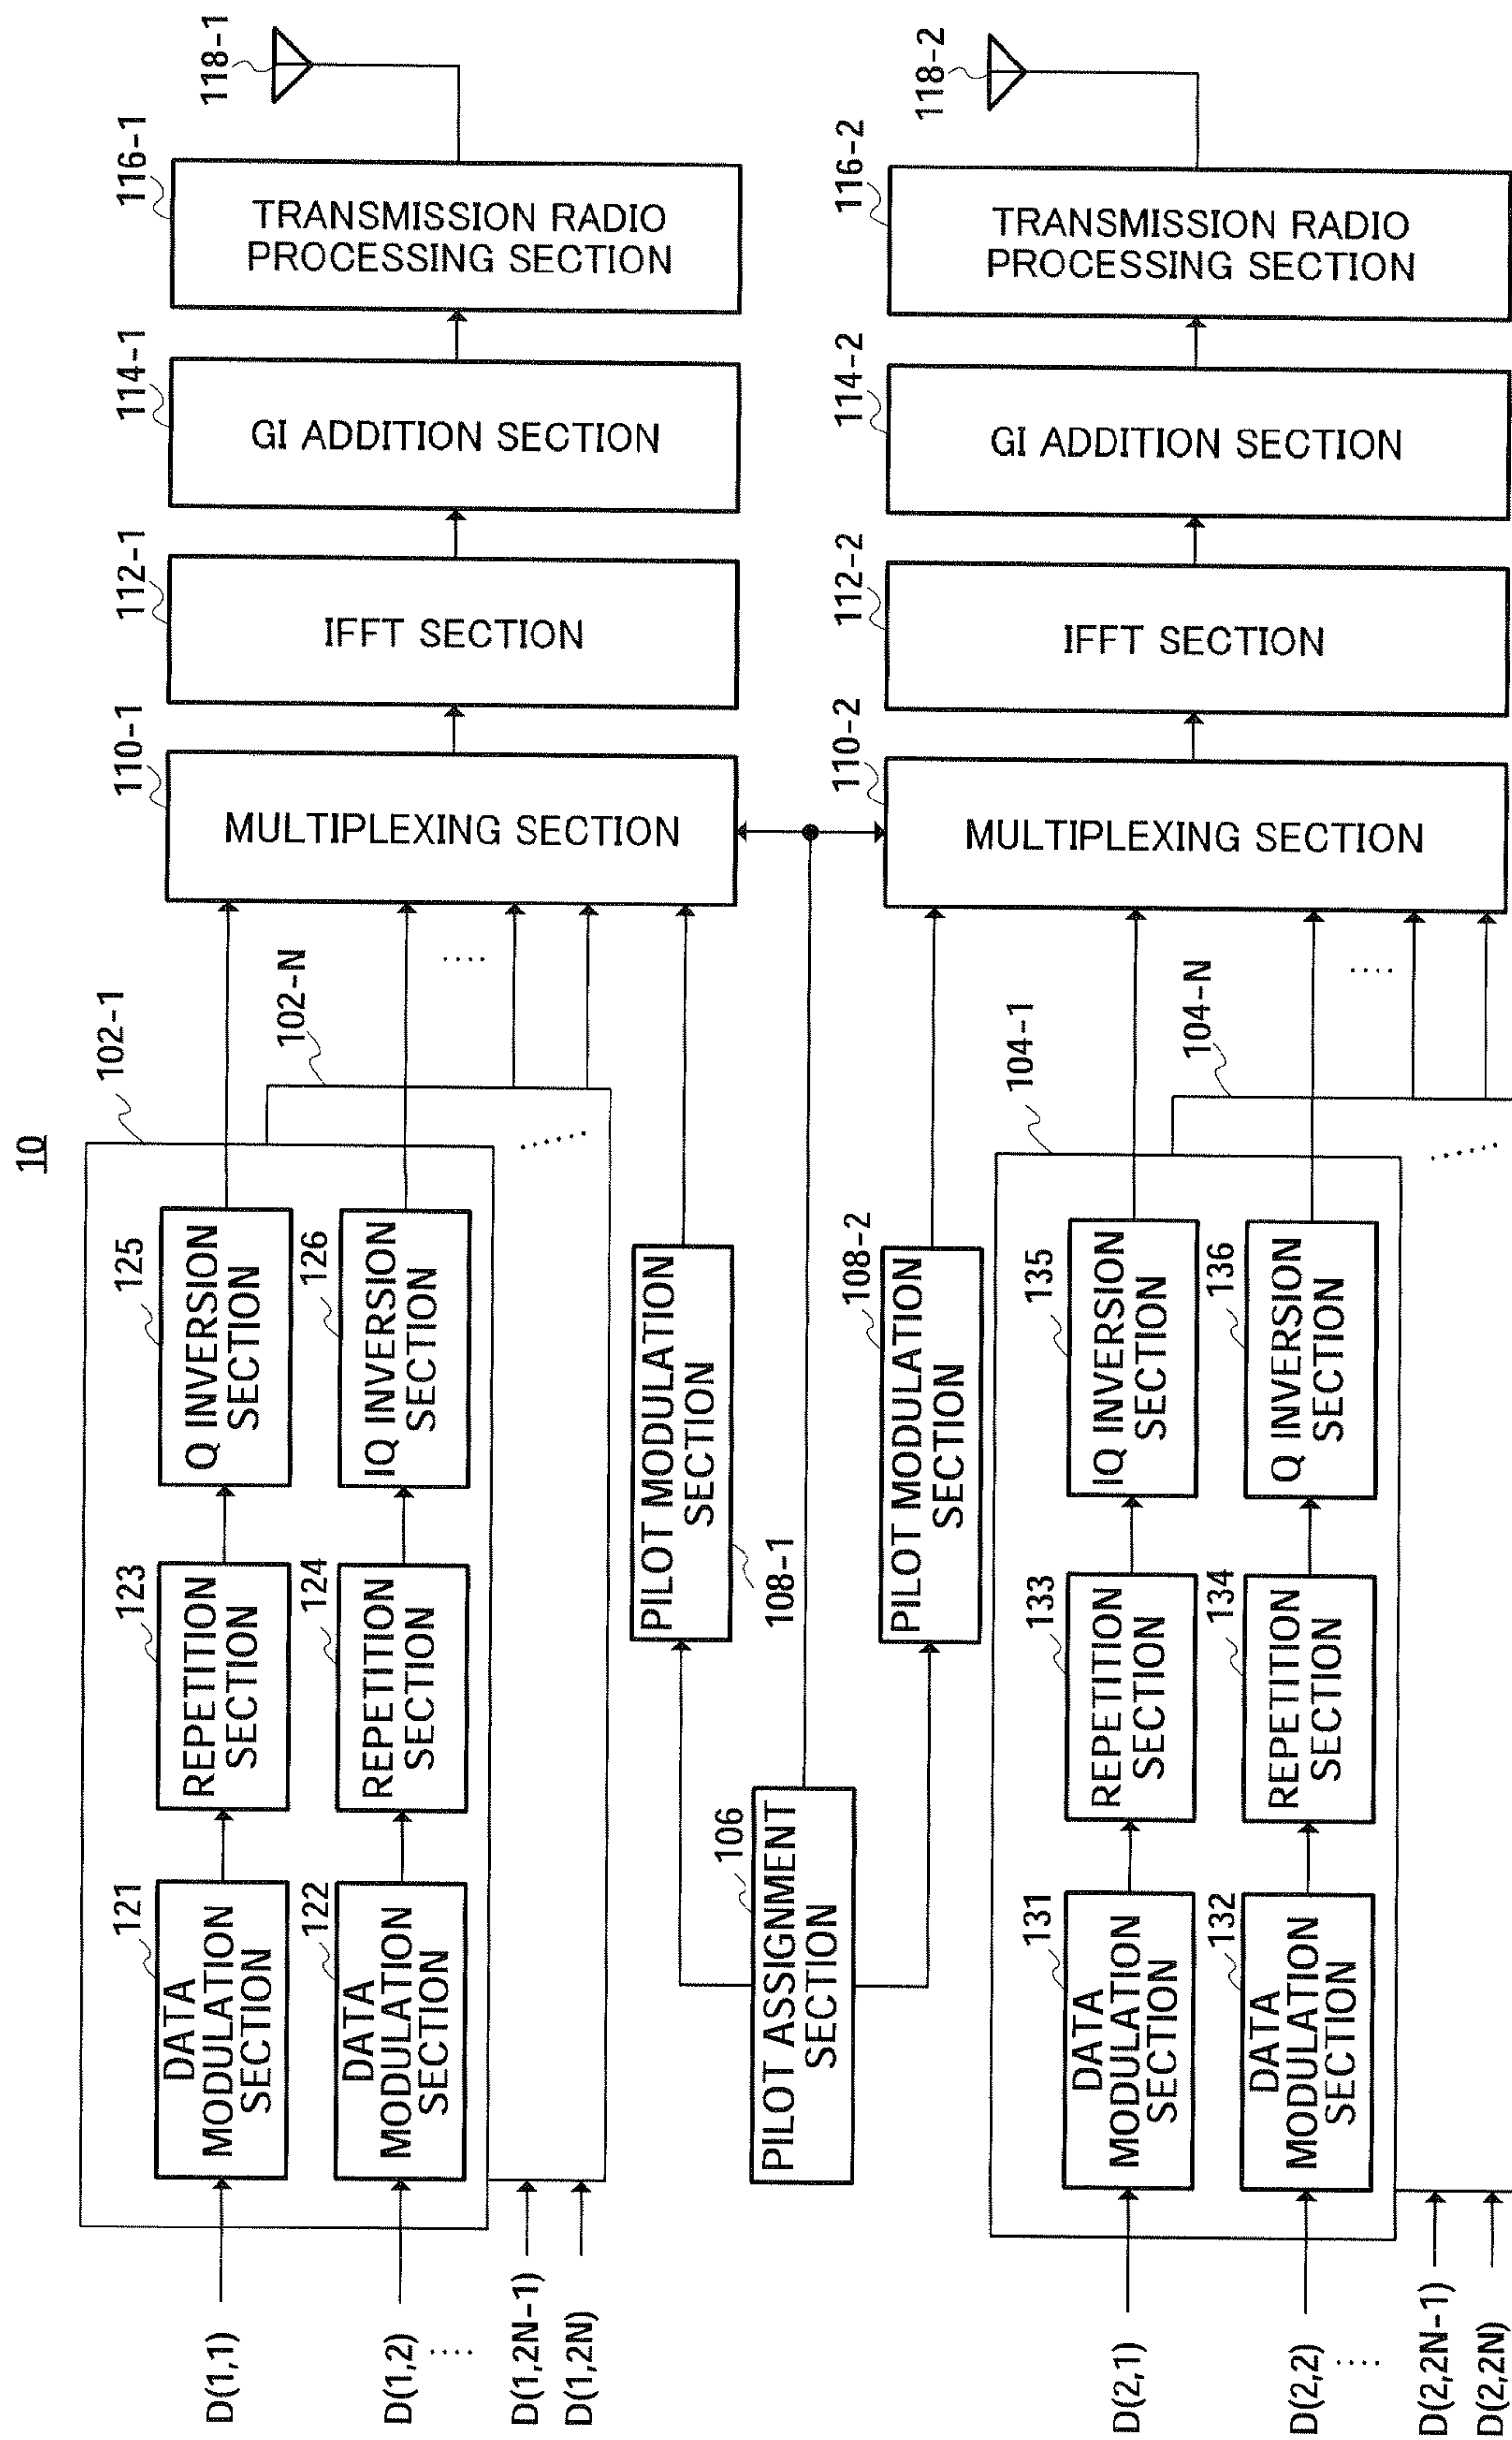 10
102-1
121
DATA
MODULATION
SECTION
123
REPETITION
SECTION
125
Q INVERSION
SECTION
D(1,1)
122
DATA
MODULATION
SECTION
124
REPETITION
SECTION
126
IQ INVERSION
SECTION
D(1,2)
....
D(1,2N-1)
D(1,2N)
102-N
......
....
110-1
MULTIPLEXING SECTION
112-1
IFFT SECTION
114-1
GI ADDITION SECTION
116-1
TRANSMISSION RADIO
PROCESSING SECTION
118-1
PILOT MODULATION
SECTION
108-1
106
PILOT ASSIGNMENT
SECTION
108-2
PILOT MODULATION
SECTION
104-1
131
DATA
MODULATION
SECTION
133
REPETITION
SECTION
135
IQ INVERSION
SECTION
D(2,1)
132
DATA
MODULATION
SECTION
134
REPETITION
SECTION
136
Q INVERSION
SECTION
D(2,2)
....
D(2,2N-1)
D(2,2N)
104-N
......
....
110-2
MULTIPLEXING SECTION
112-2
IFFT SECTION
114-2
GI ADDITION SECTION
116-2
TRANSMISSION RADIO
PROCESSING SECTION
118-2